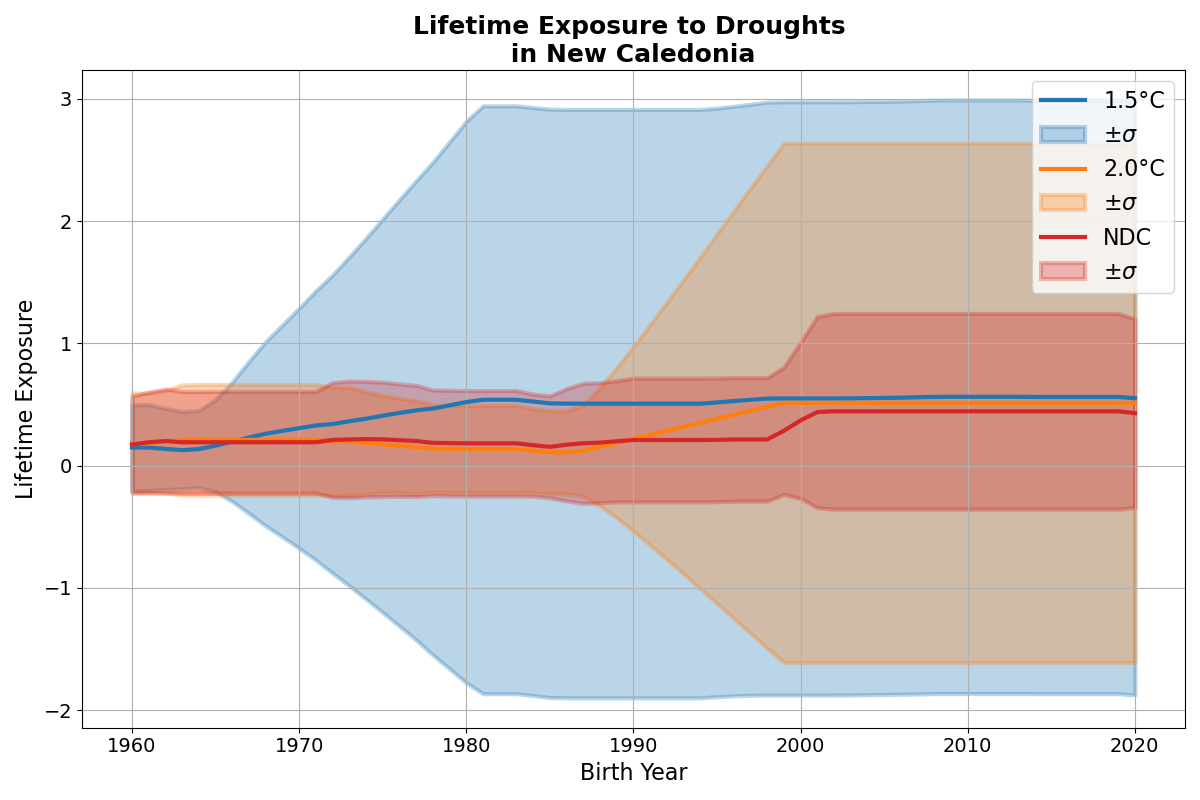 Lifetime Exposure to Droughts
in New Caledonia
Lifetime Exposure
3
2
1
0
−1
−2
1960
1970
1980
1990
2000
2010
2020
Birth Year
1.5°C
±σ
2.0°C
±σ
NDC
±σ